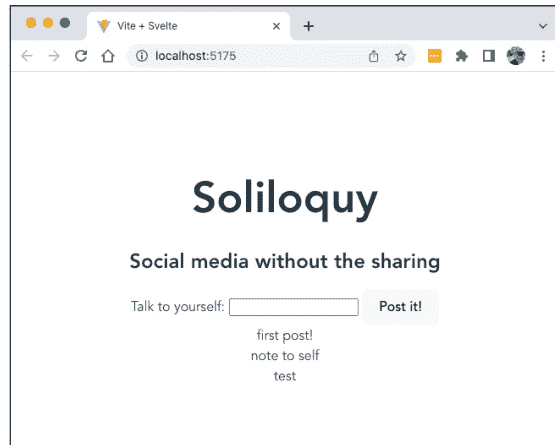 Vite + Svelte
localhost:5175
Soliloquy
Social media without the sharing
Talk to yourself: Post it!
first post!
note to self
test